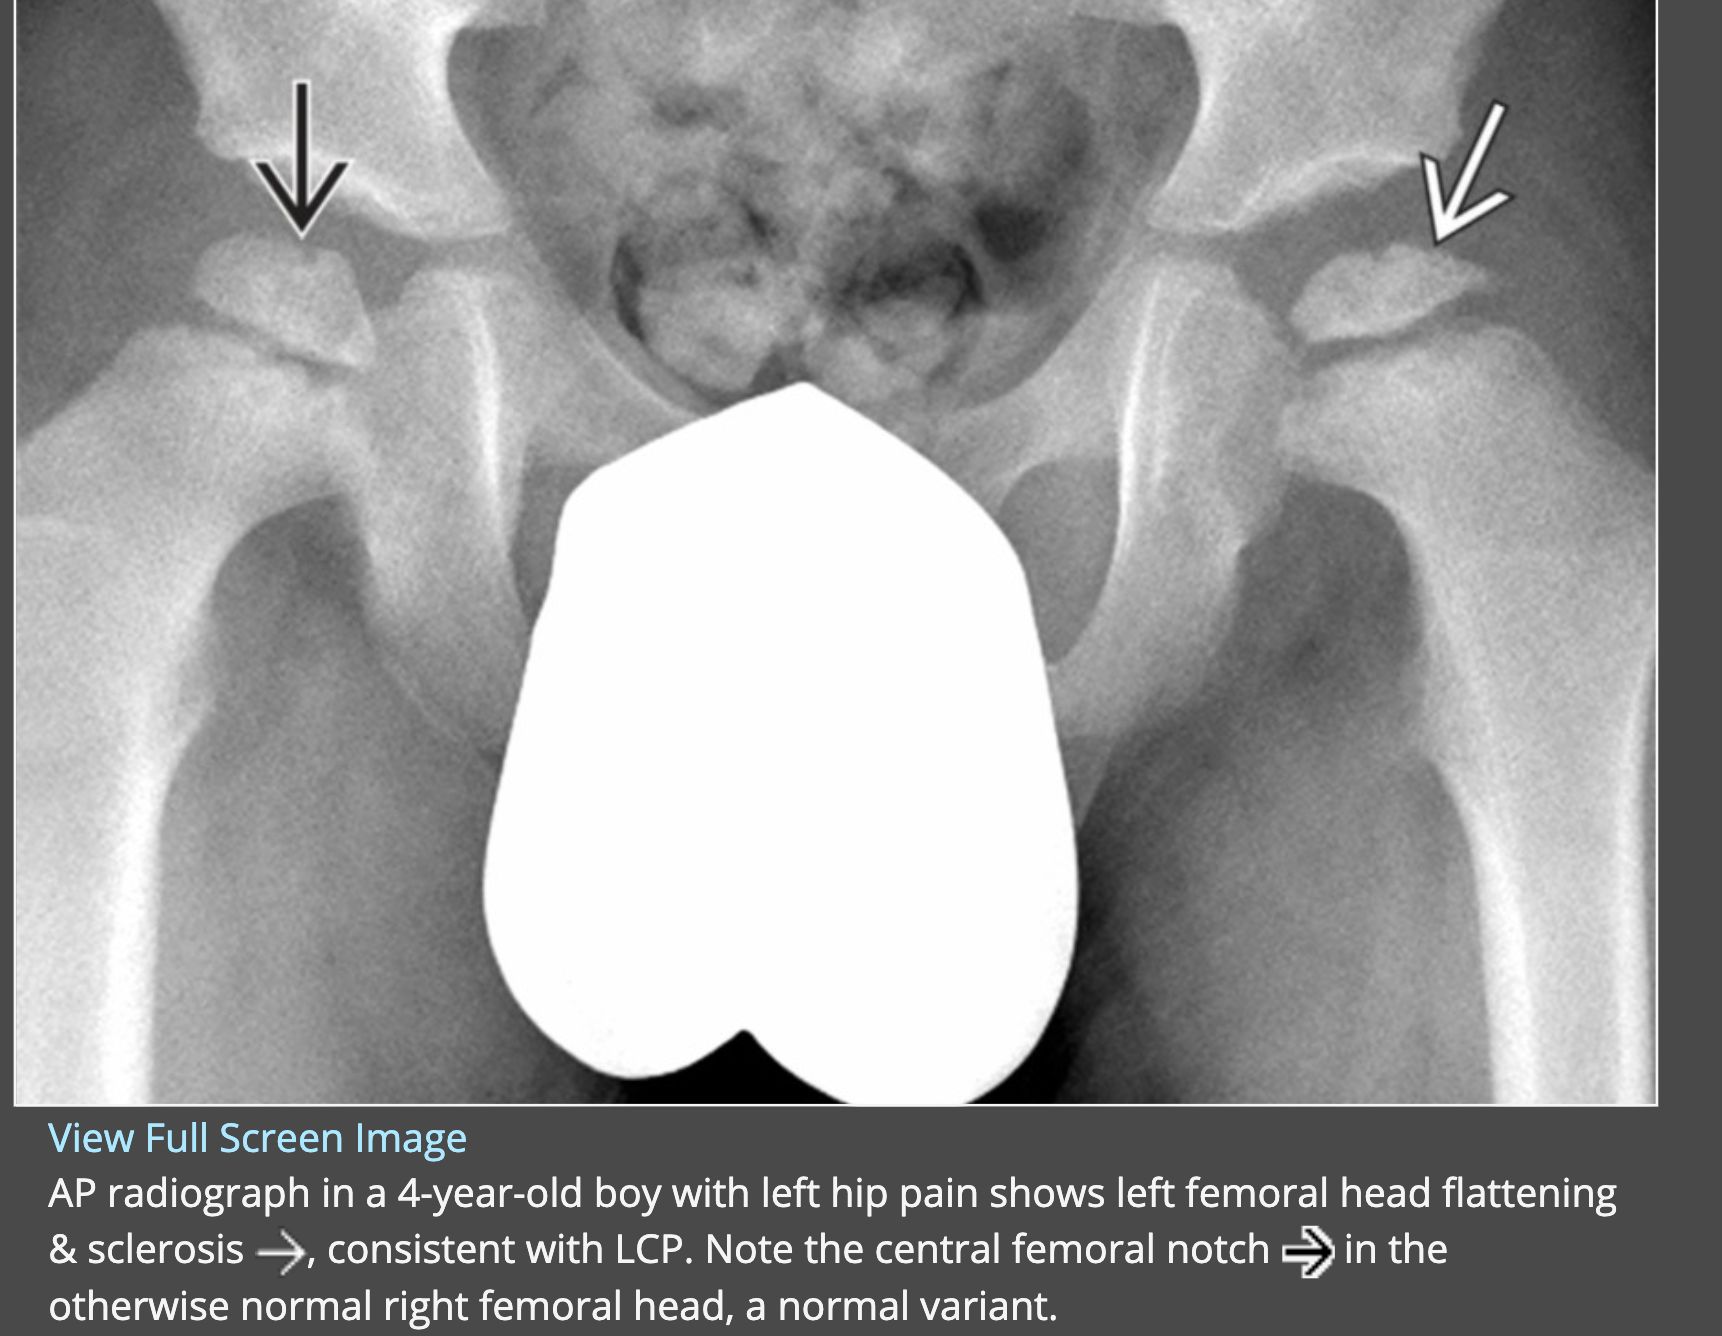 View Full Screen Image
AP radiograph in a 4-year-old boy with left hip pain shows left femoral head flattening
& sclerosis →, consistent with LCP. Note the central femoral notch ➔ in the
otherwise normal right femoral head, a normal variant.